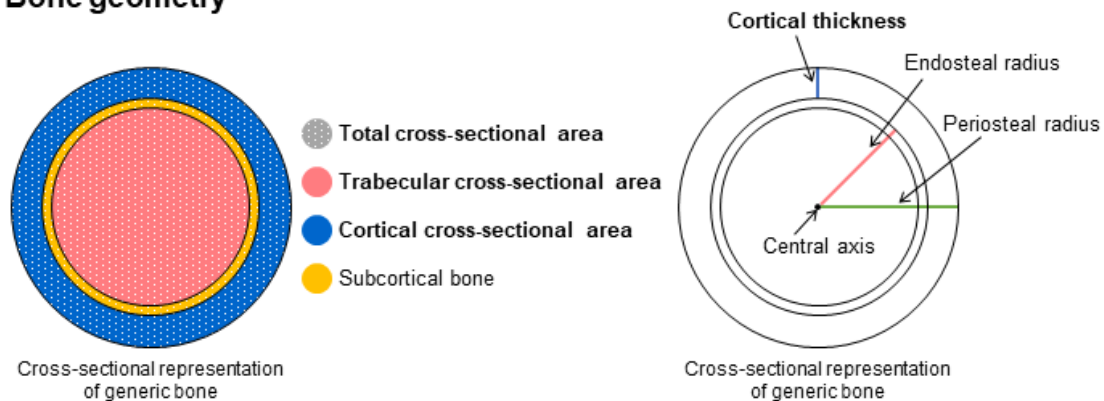 Bone geometry
Total cross-sectional area
Trabecular cross-sectional area
Cortical cross-sectional area
Subcortical bone
Cross-sectional representation
of generic bone
Cortical thickness
Endosteal radius
Periosteal radius
Central axis
Cross-sectional representation
of generic bone